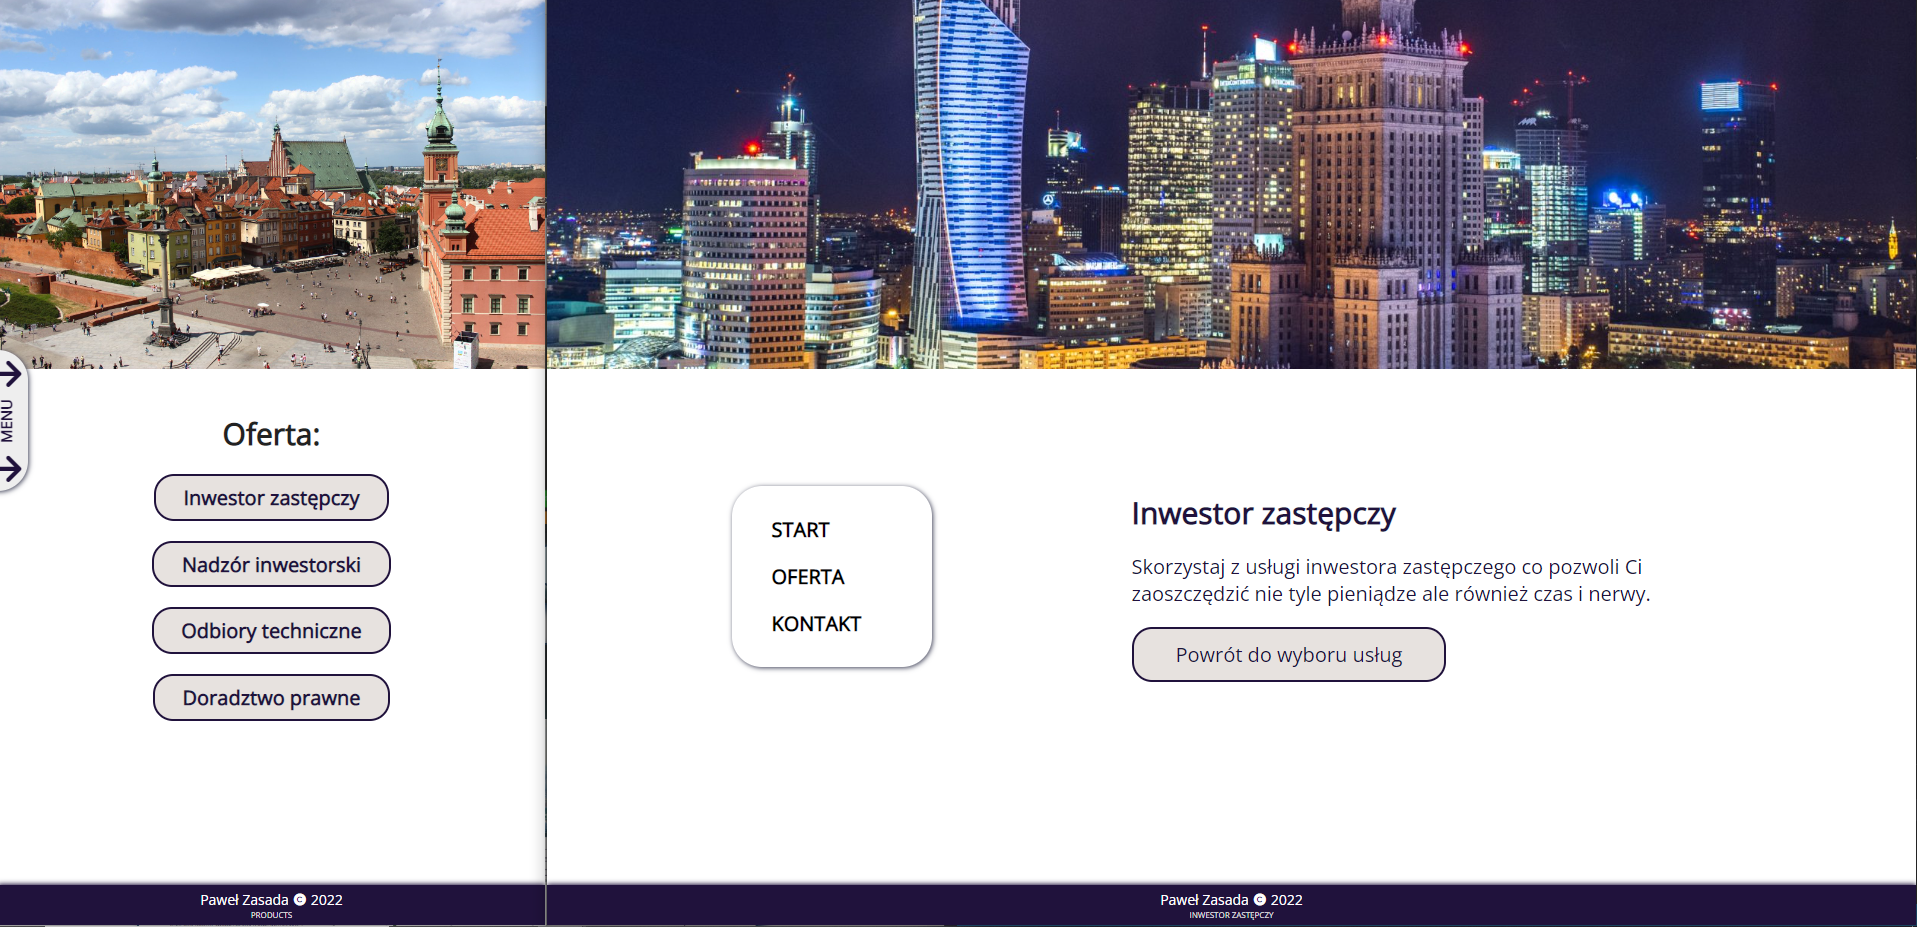 MENU
Oferta:
Inwestor zastępczy
Nadzór inwestorski
Odbiory techniczne
Doradztwo prawne
Paweł Zasada © 2022
PRODUCTS
INTERCONTINENTAL
START
OFERTA
KONTAKT
Inwestor zastępczy
Skorzystaj z usługi inwestora zastępczego co pozwoli Ci
zaoszczędzić nie tyle pieniądze ale również czas i nerwy.
Powrót do wyboru usług
Paweł Zasada © 2022
INWESTOR ZASTĘPCZY